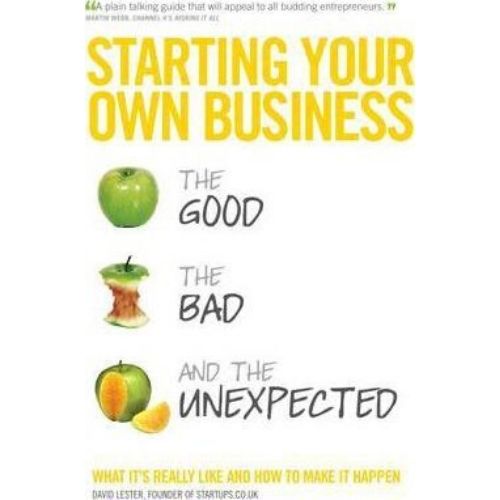 “A plain talking guide that will appeal to all budding entrepreneurs.”
MARTIN WEBB, CHANNEL 4'S RISKING IT ALL
STARTING YOUR
OWN BUSINESS
THE
GOOD
THE
BAD
AND THE
UNEXPECTED
WHAT IT'S REALLY LIKE AND HOW TO MAKE IT HAPPEN
DAVID LESTER, FOUNDER OF STARTUPS.CO.UK